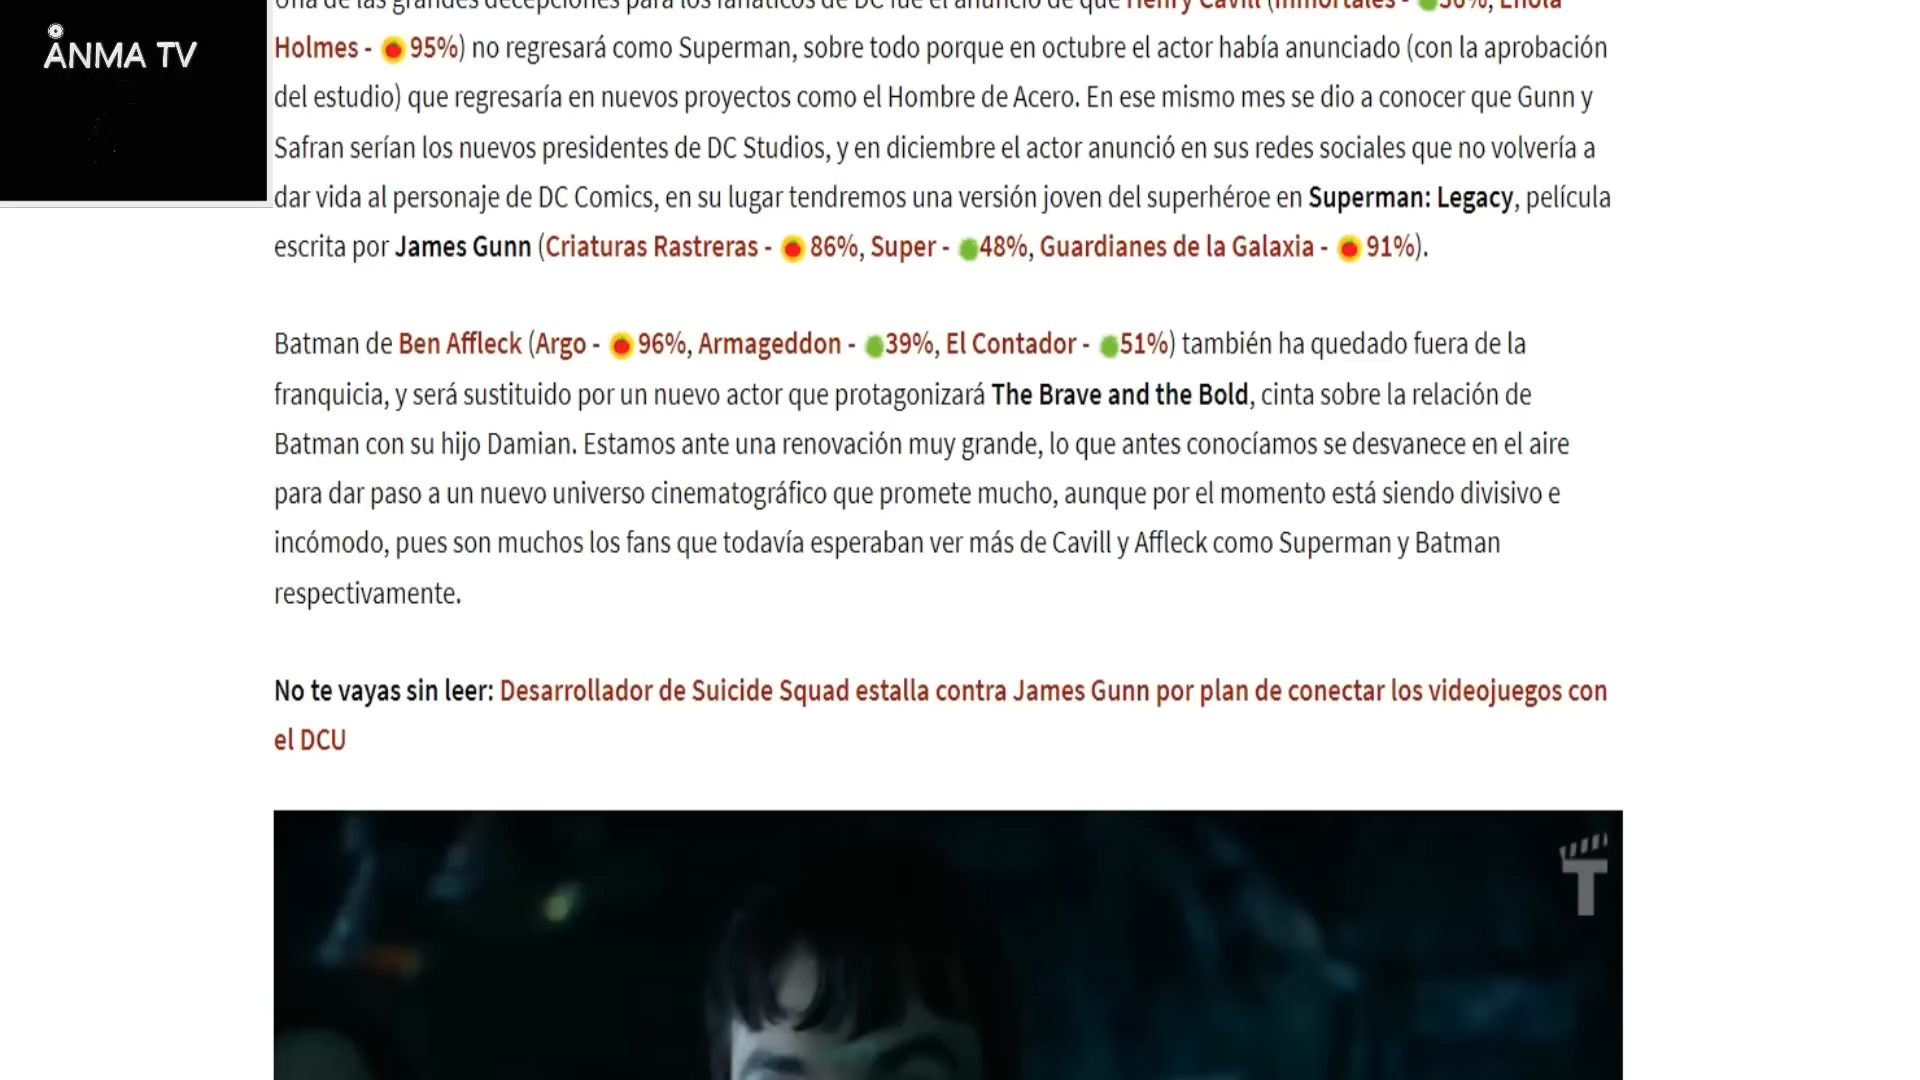 ANMA TV
Una de las grandes decepciones para los fanáticos de DC fue el anuncio de que Henry Cavill (Inmortales - 36%, Enola
Holmes - 95%) no regresará como Superman, sobre todo porque en octubre el actor había anunciado (con la aprobación
del estudio) que regresaría en nuevos proyectos como el Hombre de Acero. En ese mismo mes se dio a conocer que Gunn y
Safran serían los nuevos presidentes de DC Studios, y en diciembre el actor anunció en sus redes sociales que no volvería a
dar vida al personaje de DC Comics, en su lugar tendremos una versión joven del superhéroe en Superman: Legacy, película
escrita por James Gunn (Criaturas Rastreras - 86%, Super - 48%, Guardianes de la Galaxia - 91%).
Batman de Ben Affleck (Argo - 96%, Armageddon - 39%, El Contador - 51%) también ha quedado fuera de la
franquicia, y será sustituido por un nuevo actor que protagonizará The Brave and the Bold, cinta sobre la relación de
Batman con su hijo Damian. Estamos ante una renovación muy grande, lo que antes conocíamos se desvanece en el aire
para dar paso a un nuevo universo cinematográfico que promete mucho, aunque por el momento está siendo divisivo e
incómodo, pues son muchos los fans que todavía esperaban ver más de Cavill y Affleck como Superman y Batman
respectivamente.
No te vayas sin leer: Desarrollador de Suicide Squad estalla contra James Gunn por plan de conectar los videojuegos con
el DCU
T